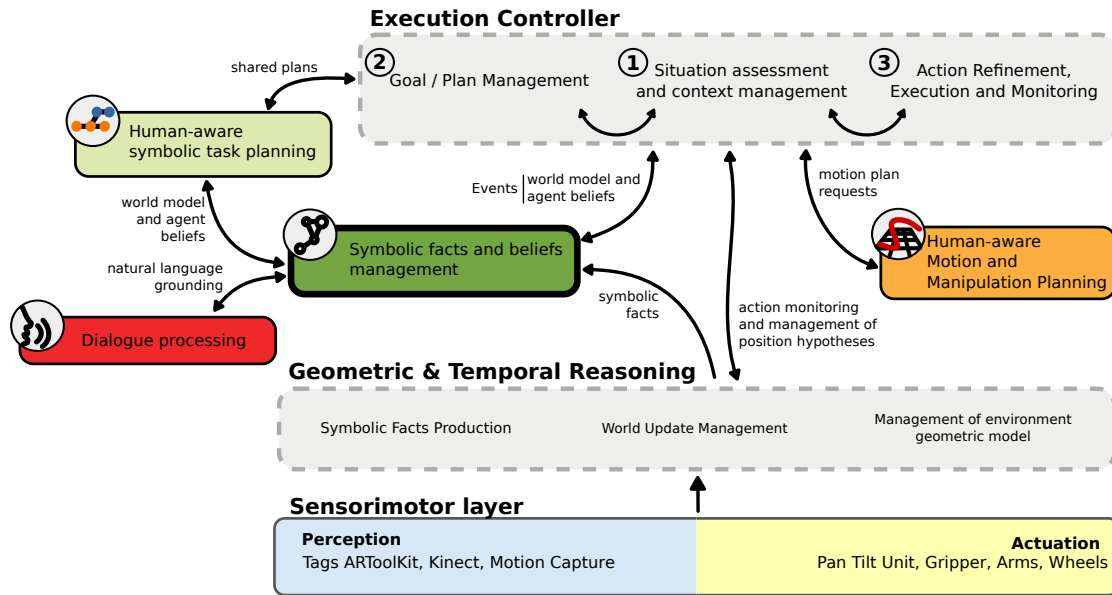 Execution Controller
2
Goal / Plan Management
1
Situation assessment
and context management
3
Action Refinement,
Execution and Monitoring
shared plans
Human-aware
symbolic task planning
Events
world model and
agent beliefs
motion plan
requests
world model
and agent
beliefs
Symbolic facts and beliefs
management
Human-aware
Motion and
Manipulation Planning
natural language
grounding
symbolic
facts
action monitoring
and management of
position hypotheses
Dialogue processing
Geometric & Temporal Reasoning
Symbolic Facts Production
World Update Management
Management of environment
geometric model
Sensorimotor layer
Perception
Tags ARToolKit, Kinect, Motion Capture
Actuation
Pan Tilt Unit, Gripper, Arms, Wheels